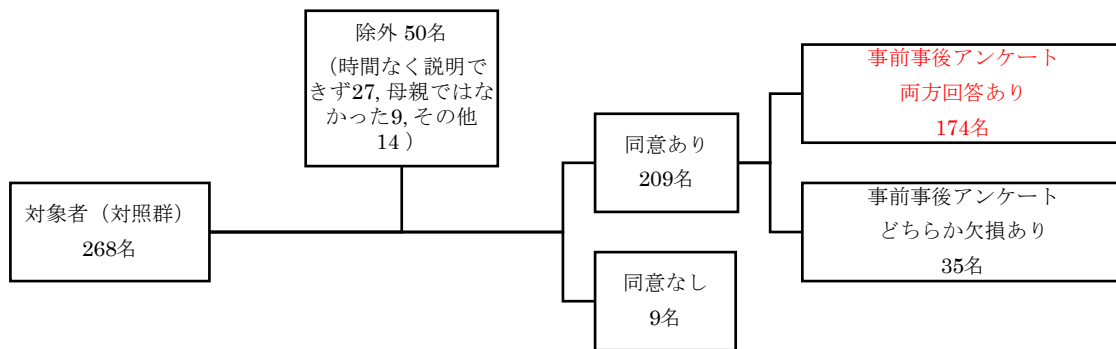 対象者（対照群）
268名
除外 50名
（時間なく説明で
きず27, 母親ではな
かった9, その他
14 ）
同意あり
209名
同意なし
9名
事前事後アンケート
両方回答あり
174名
事前事後アンケート
どちらか欠損あり
35名